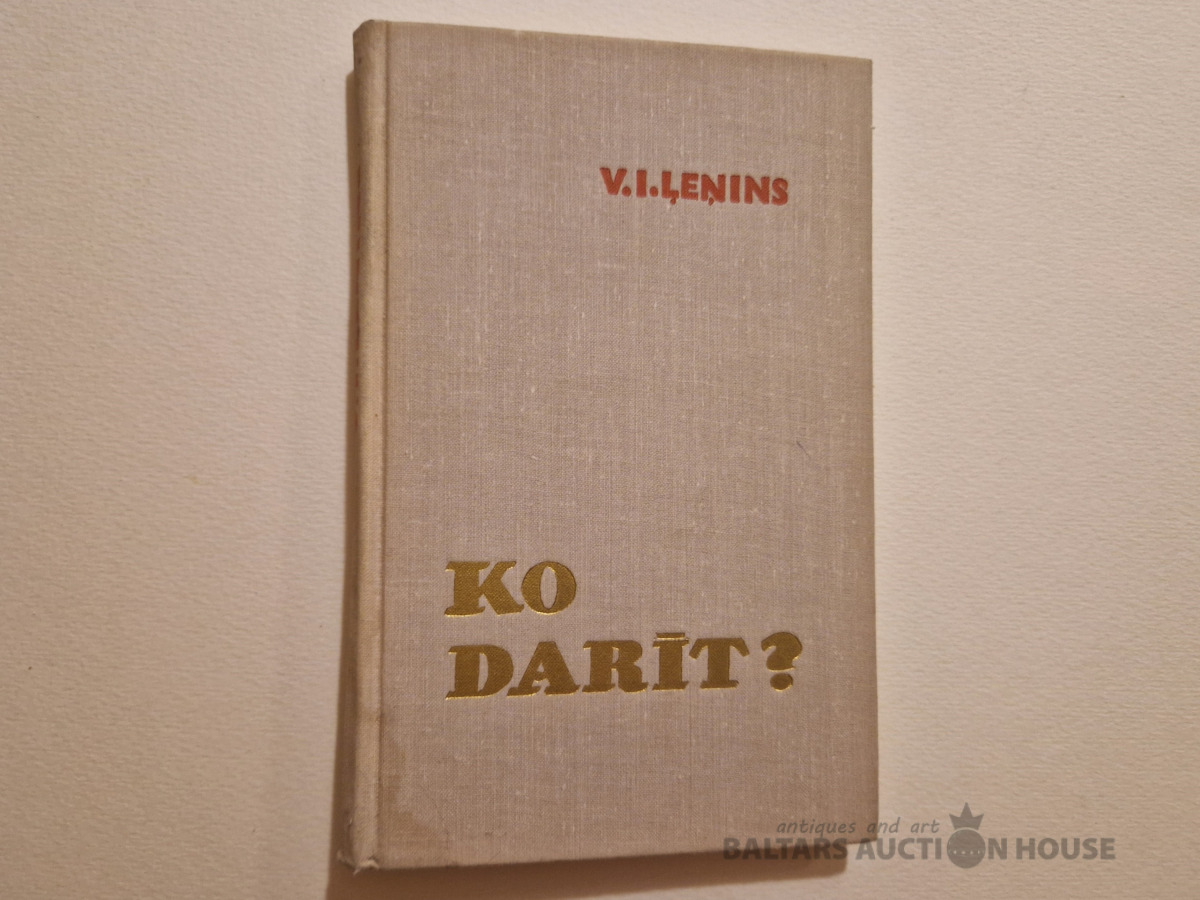 V.I.ĻEŅINS
KO
DARĪT?
antiques and art
BALTARS AUCTION HOUSE